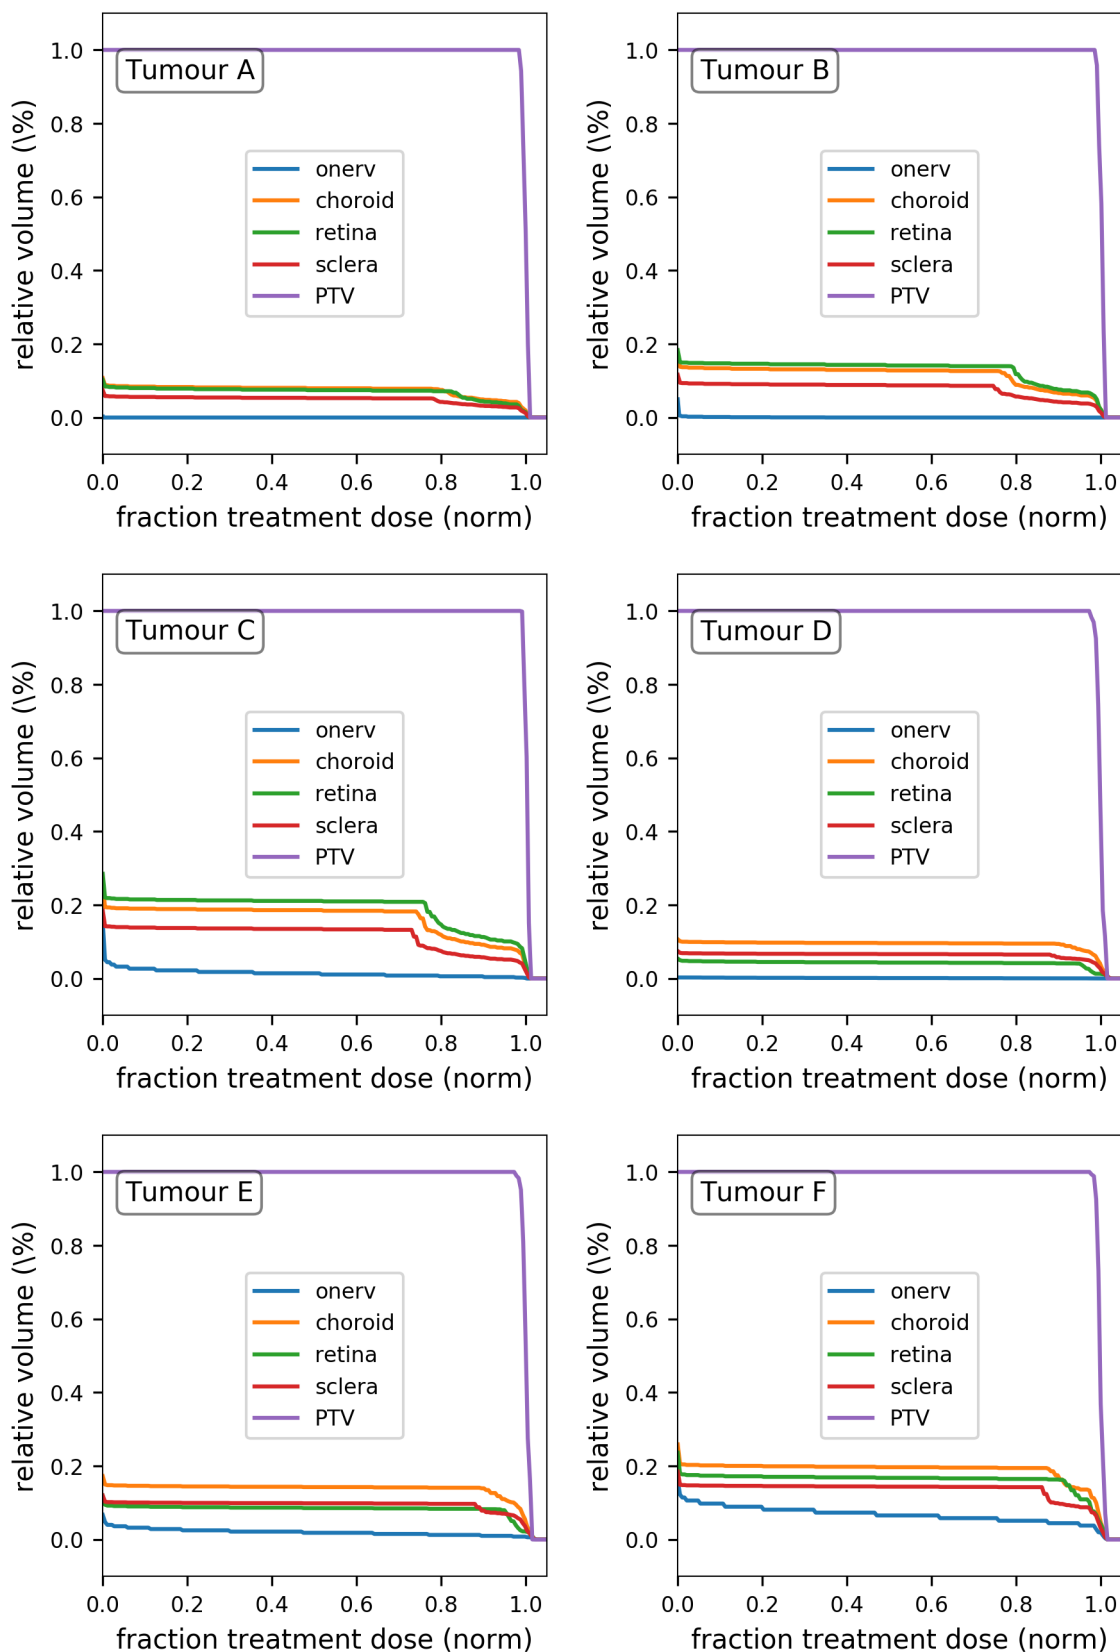 Tumour A
relative volume (\%)
1.0
0.8
0.6
0.4
0.2
0.0
onerv
choroid
retina
sclera
PTV
0.0 0.2 0.4 0.6 0.8 1.0
fraction treatment dose (norm)
Tumour B
relative volume (\%)
1.0
0.8
0.6
0.4
0.2
0.0
onerv
choroid
retina
sclera
PTV
0.0 0.2 0.4 0.6 0.8 1.0
fraction treatment dose (norm)
Tumour C
relative volume (\%)
1.0
0.8
0.6
0.4
0.2
0.0
onerv
choroid
retina
sclera
PTV
0.0 0.2 0.4 0.6 0.8 1.0
fraction treatment dose (norm)
Tumour D
relative volume (\%)
1.0
0.8
0.6
0.4
0.2
0.0
onerv
choroid
retina
sclera
PTV
0.0 0.2 0.4 0.6 0.8 1.0
fraction treatment dose (norm)
Tumour E
relative volume (\%)
1.0
0.8
0.6
0.4
0.2
0.0
onerv
choroid
retina
sclera
PTV
0.0 0.2 0.4 0.6 0.8 1.0
fraction treatment dose (norm)
Tumour F
relative volume (\%)
1.0
0.8
0.6
0.4
0.2
0.0
onerv
choroid
retina
sclera
PTV
0.0 0.2 0.4 0.6 0.8 1.0
fraction treatment dose (norm)